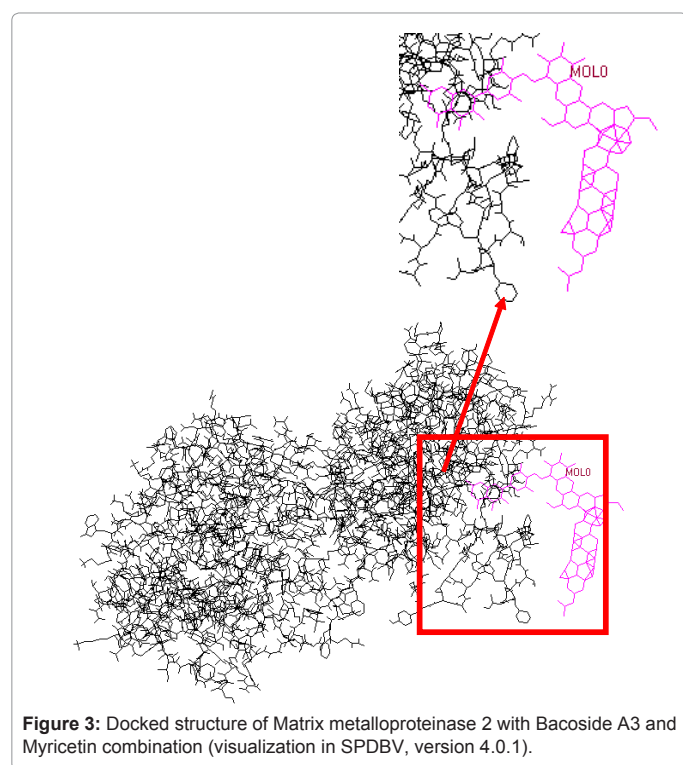 MOL0
MOL0
Figure 3: Docked structure of Matrix metalloproteinase 2 with Bacoside A3 and
Myricetin combination (visualization in SPDBV, version 4.0.1).